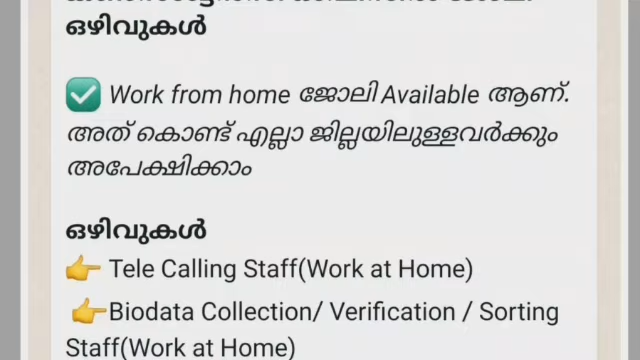 ഒഴിവുകൾ
✅ Work from home ജോലി Available ആണ്.
അത് കൊണ്ട് എല്ലാ ജില്ലയിലുള്ളവർക്കും
അപേക്ഷിക്കാം
ഒഴിവുകൾ
👉 Tele Calling Staff(Work at Home)
👉Biodata Collection/ Verification / Sorting
Staff(Work at Home)